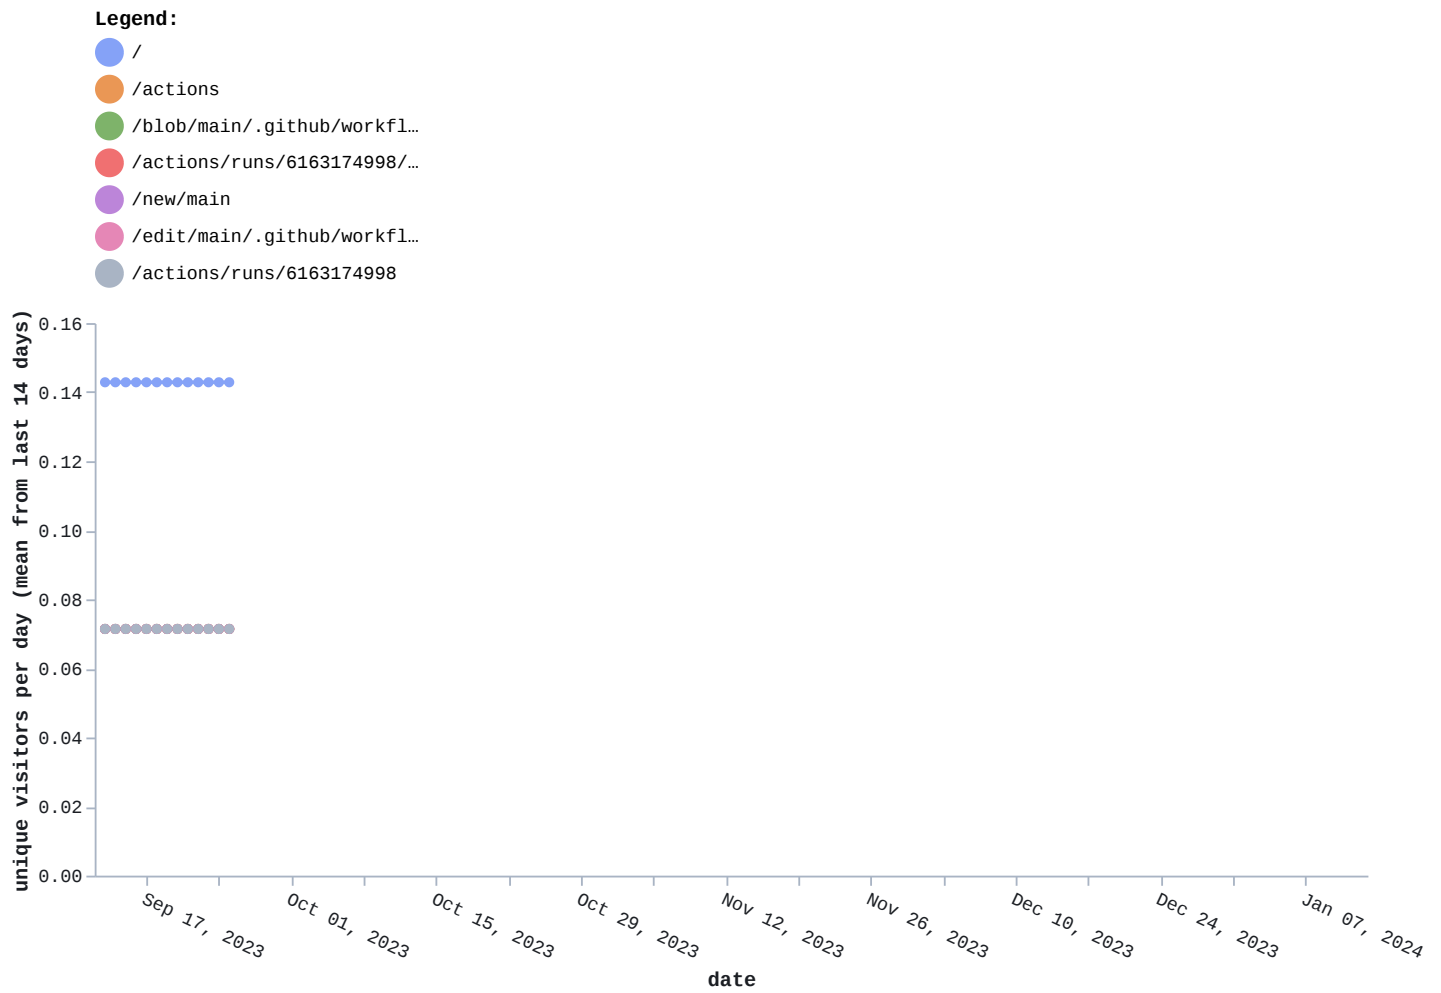 Legend:
/
/actions
/blob/main/.github/workfl…
/actions/runs/6163174998/…
/new/main
/edit/main/.github/workfl…
/actions/runs/6163174998
unique visitors per day (mean from last 14 days)
0.16
0.14
0.12
0.10
0.08
0.06
0.04
0.02
0.00
Sep 17, 2023
Oct 01, 2023
Oct 15, 2023
Oct 29, 2023
Nov 12, 2023
Nov 26, 2023
Dec 10, 2023
Dec 24, 2023
Jan 07, 2024
date